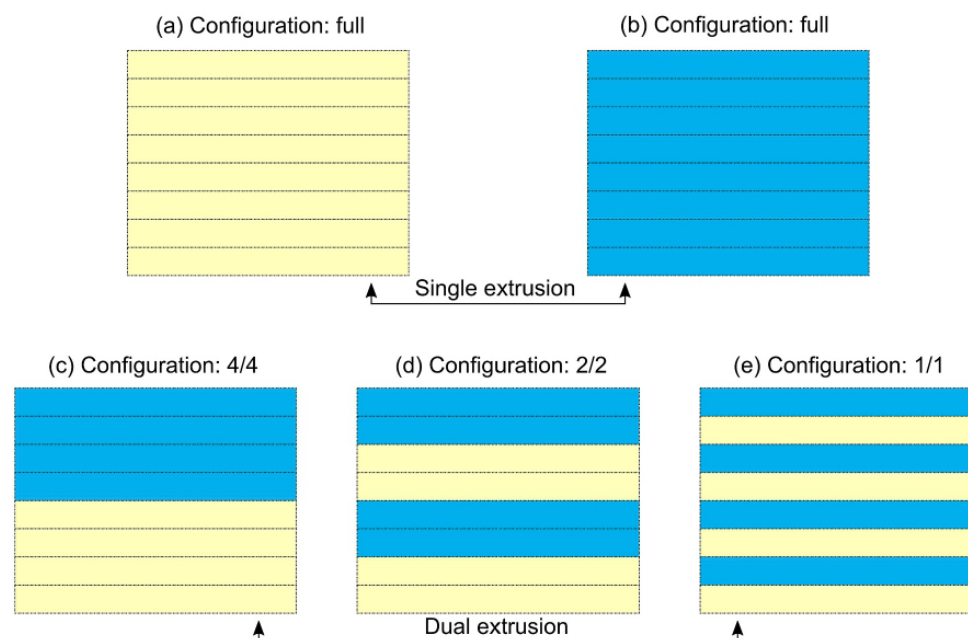 (a) Configuration: full
(b) Configuration: full
Single extrusion
(c) Configuration: 4/4
(d) Configuration: 2/2
(e) Configuration: 1/1
Dual extrusion